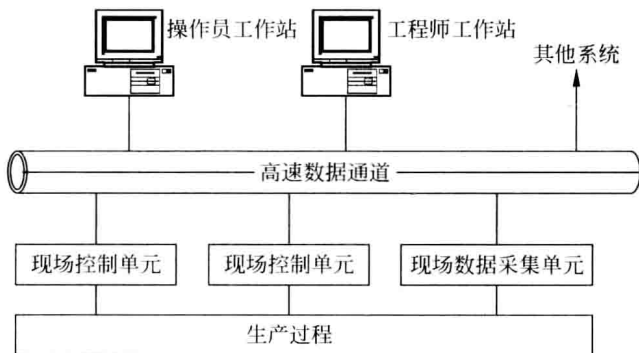 操作员工作站
工程师工作站
其他系统
高速数据通道
现场控制单元
现场控制单元
现场数据采集单元
生产过程